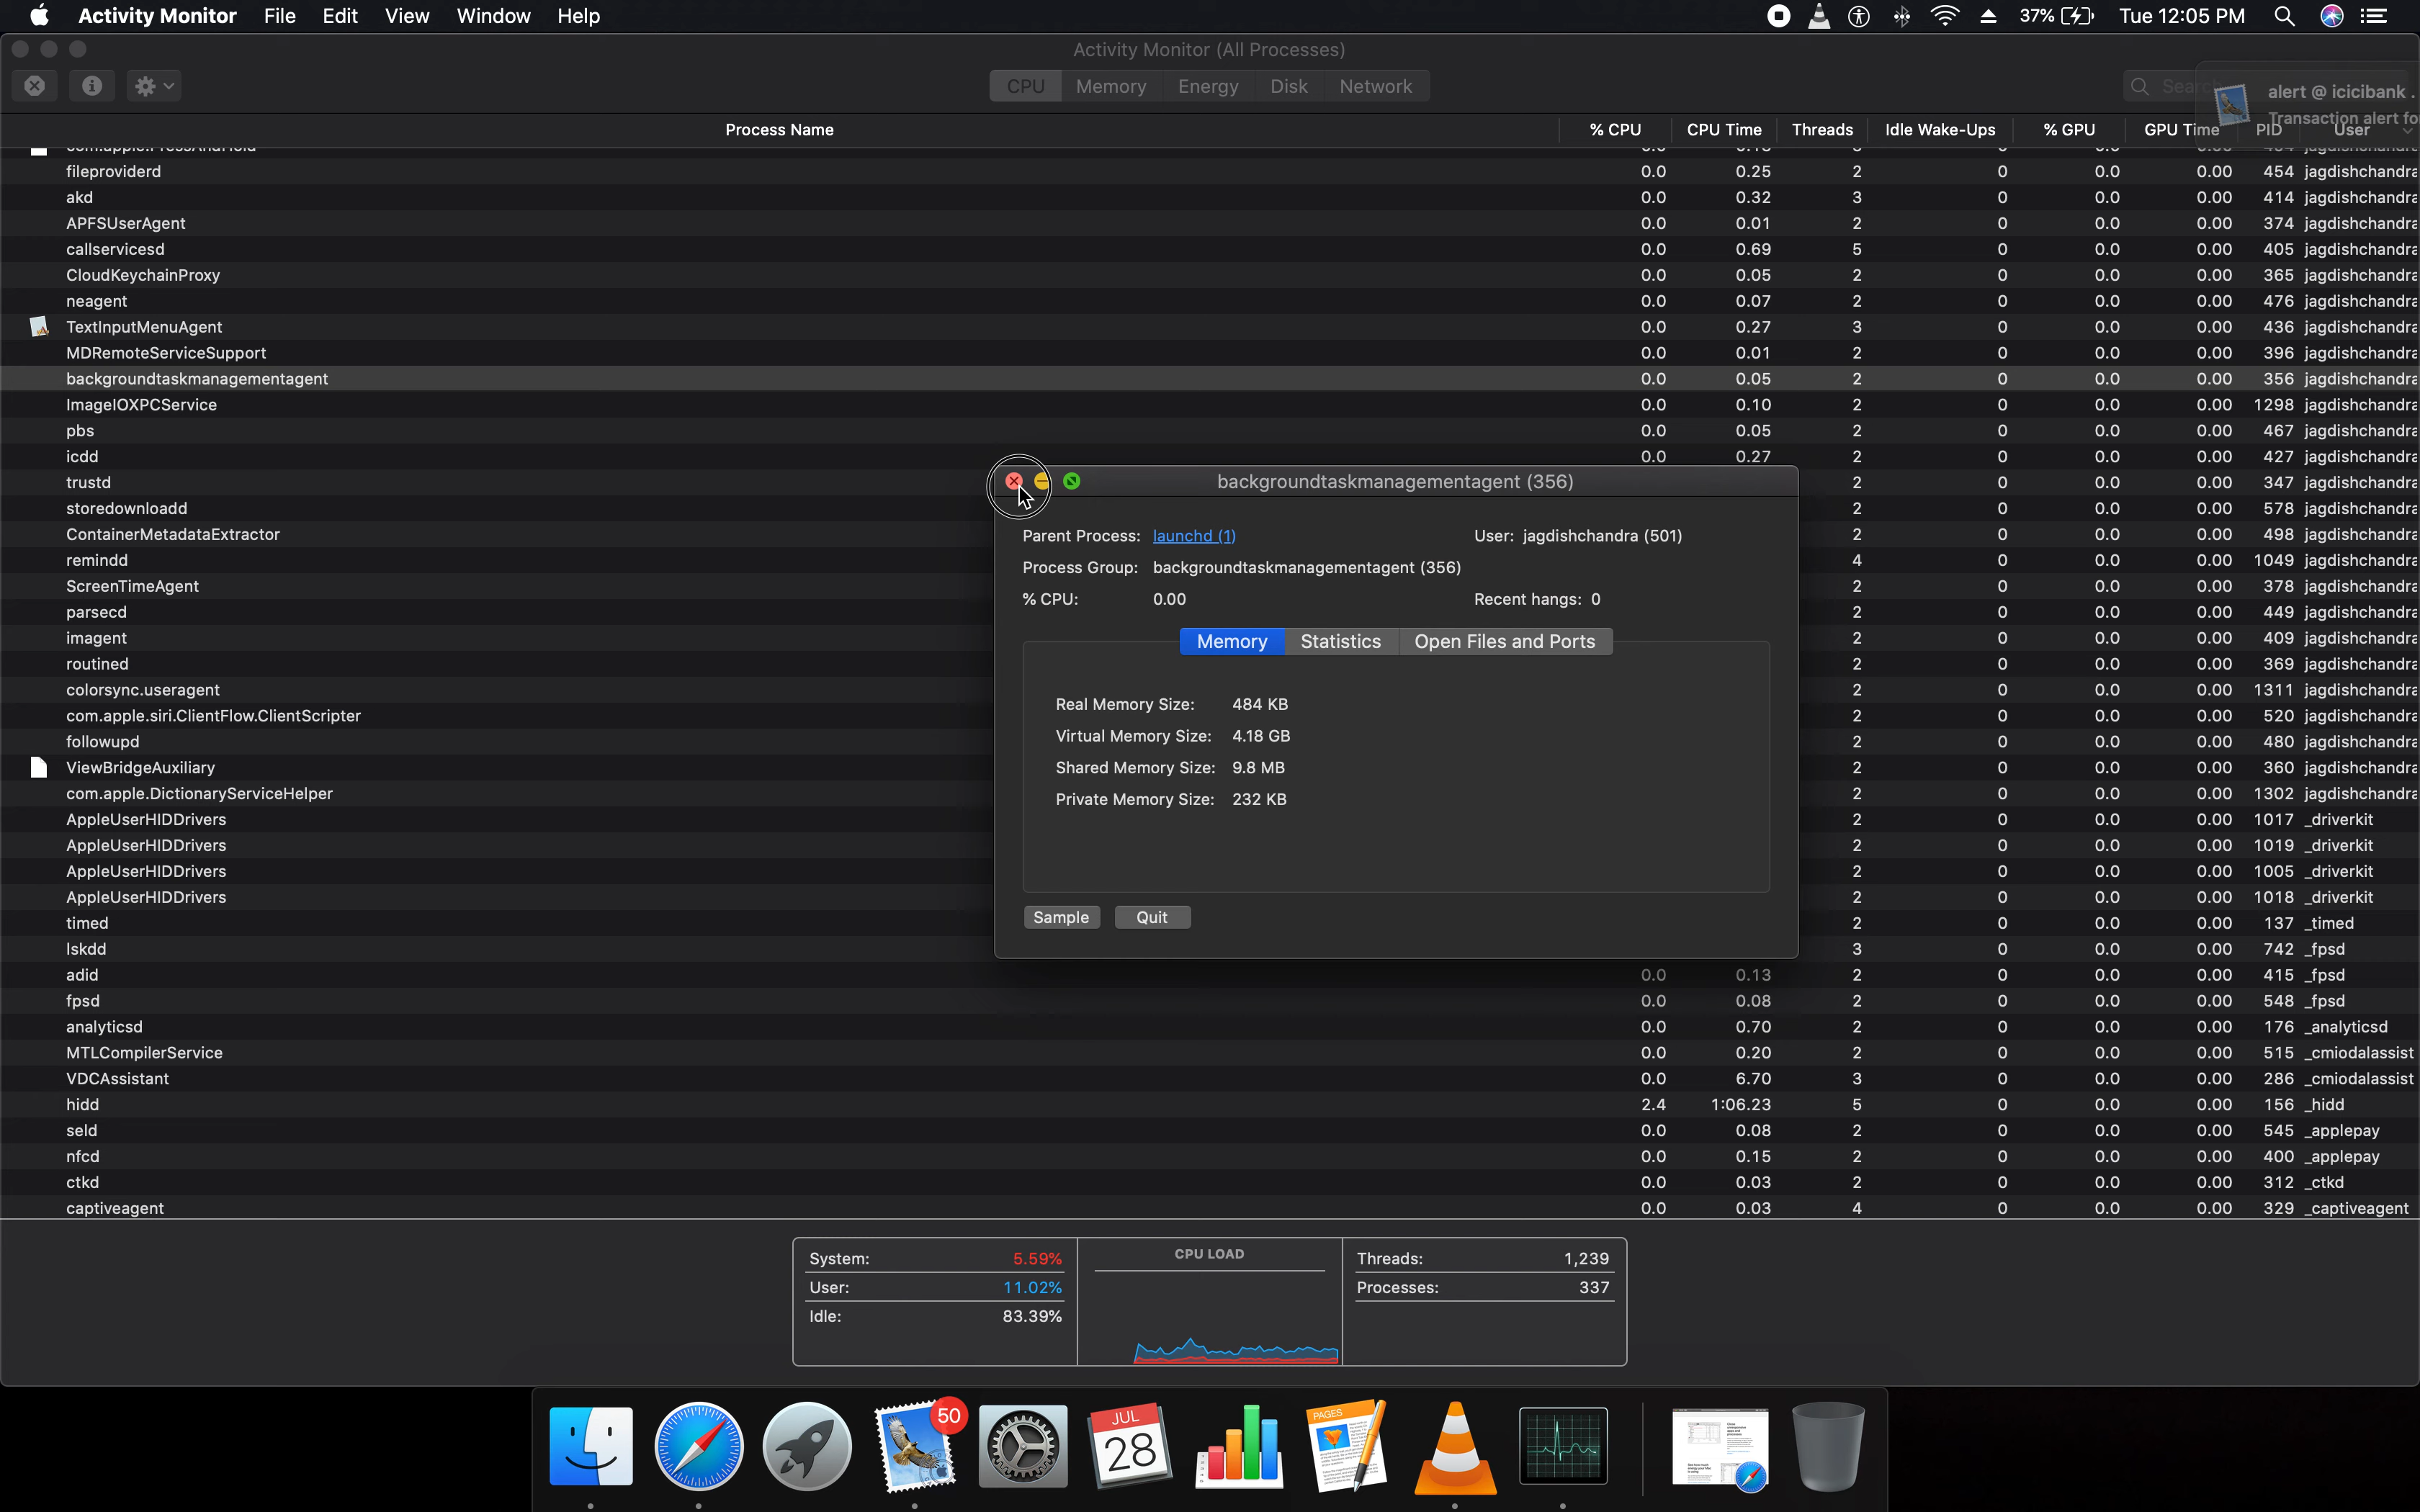 Activity Monitor File Edit View Window Help 37% Tue 12:05 PM
Activity Monitor (All Processes)
CPU Memory Energy Disk Network
alert @ icicibank .
Transaction alert fo
Process Name % CPU CPU Time Threads Idle Wake-Ups % GPU GPU Time PID User
fileproviderd 0.0 0.25 2 0 0.0 0.00 454 jagdishchandra
akd 0.0 0.32 3 0 0.0 0.00 414 jagdishchandra
APFSUserAgent 0.0 0.01 2 0 0.0 0.00 374 jagdishchandra
callservicesd 0.0 0.69 5 0 0.0 0.00 405 jagdishchandra
CloudKeychainProxy 0.0 0.05 2 0 0.0 0.00 365 jagdishchandra
neagent 0.0 0.07 2 0 0.0 0.00 476 jagdishchandra
TextInputMenuAgent 0.0 0.27 3 0 0.0 0.00 436 jagdishchandra
MDRemoteServiceSupport 0.0 0.01 2 0 0.0 0.00 396 jagdishchandra
backgroundtaskmanagementagent 0.0 0.05 2 0 0.0 0.00 356 jagdishchandra
ImageIOXPCService 0.0 0.10 2 0 0.0 0.00 1298 jagdishchandra
pbs 0.0 0.05 2 0 0.0 0.00 467 jagdishchandra
icdd 0.0 0.27 2 0 0.0 0.00 427 jagdishchandra
trustd 2 0 0.0 0.00 347 jagdishchandra
storedownloadd 2 0 0.0 0.00 578 jagdishchandra
ContainerMetadataExtractor 2 0 0.0 0.00 498 jagdishchandra
remindd 4 0 0.0 0.00 1049 jagdishchandra
ScreenTimeAgent 2 0 0.0 0.00 378 jagdishchandra
parsecd 2 0 0.0 0.00 449 jagdishchandra
imagent 2 0 0.0 0.00 409 jagdishchandra
routined 2 0 0.0 0.00 369 jagdishchandra
colorsync.useragent 2 0 0.0 0.00 1311 jagdishchandra
com.apple.siri.ClientFlow.ClientScripter 2 0 0.0 0.00 520 jagdishchandra
followupd 2 0 0.0 0.00 480 jagdishchandra
ViewBridgeAuxiliary 2 0 0.0 0.00 360 jagdishchandra
com.apple.DictionaryServiceHelper 2 0 0.0 0.00 1302 jagdishchandra
AppleUserHIDDrivers 2 0 0.0 0.00 1017 _driverkit
AppleUserHIDDrivers 2 0 0.0 0.00 1019 _driverkit
AppleUserHIDDrivers 2 0 0.0 0.00 1005 _driverkit
AppleUserHIDDrivers 2 0 0.0 0.00 1018 _driverkit
timed 2 0 0.0 0.00 137 _timed
lskdd 3 0 0.0 0.00 742 _fpsd
adid 0.0 0.13 2 0 0.0 0.00 415 _fpsd
fpsd 0.0 0.08 2 0 0.0 0.00 548 _fpsd
analyticsd 0.0 0.70 2 0 0.0 0.00 176 _analyticsd
MTLCompilerService 0.0 0.20 2 0 0.0 0.00 515 _cmiodalassist
VDCAssistant 0.0 6.70 3 0 0.0 0.00 286 _cmiodalassist
hidd 2.4 1:06.23 5 0 0.0 0.00 156 _hidd
seld 0.0 0.08 2 0 0.0 0.00 545 _applepay
nfcd 0.0 0.15 2 0 0.0 0.00 400 _applepay
ctkd 0.0 0.03 2 0 0.0 0.00 312 _ctkd
captiveagent 0.0 0.03 4 0 0.0 0.00 329 _captiveagent
backgroundtaskmanagementagent (356)
Parent Process: launchd (1) User: jagdishchandra (501)
Process Group: backgroundtaskmanagementagent (356)
% CPU: 0.00 Recent hangs: 0
Memory Statistics Open Files and Ports
Real Memory Size: 484 KB
Virtual Memory Size: 4.18 GB
Shared Memory Size: 9.8 MB
Private Memory Size: 232 KB
Sample Quit
System: 5.59% CPU LOAD Threads: 1,239
User: 11.02% Processes: 337
Idle: 83.39%
50
JUL
28
PAGES